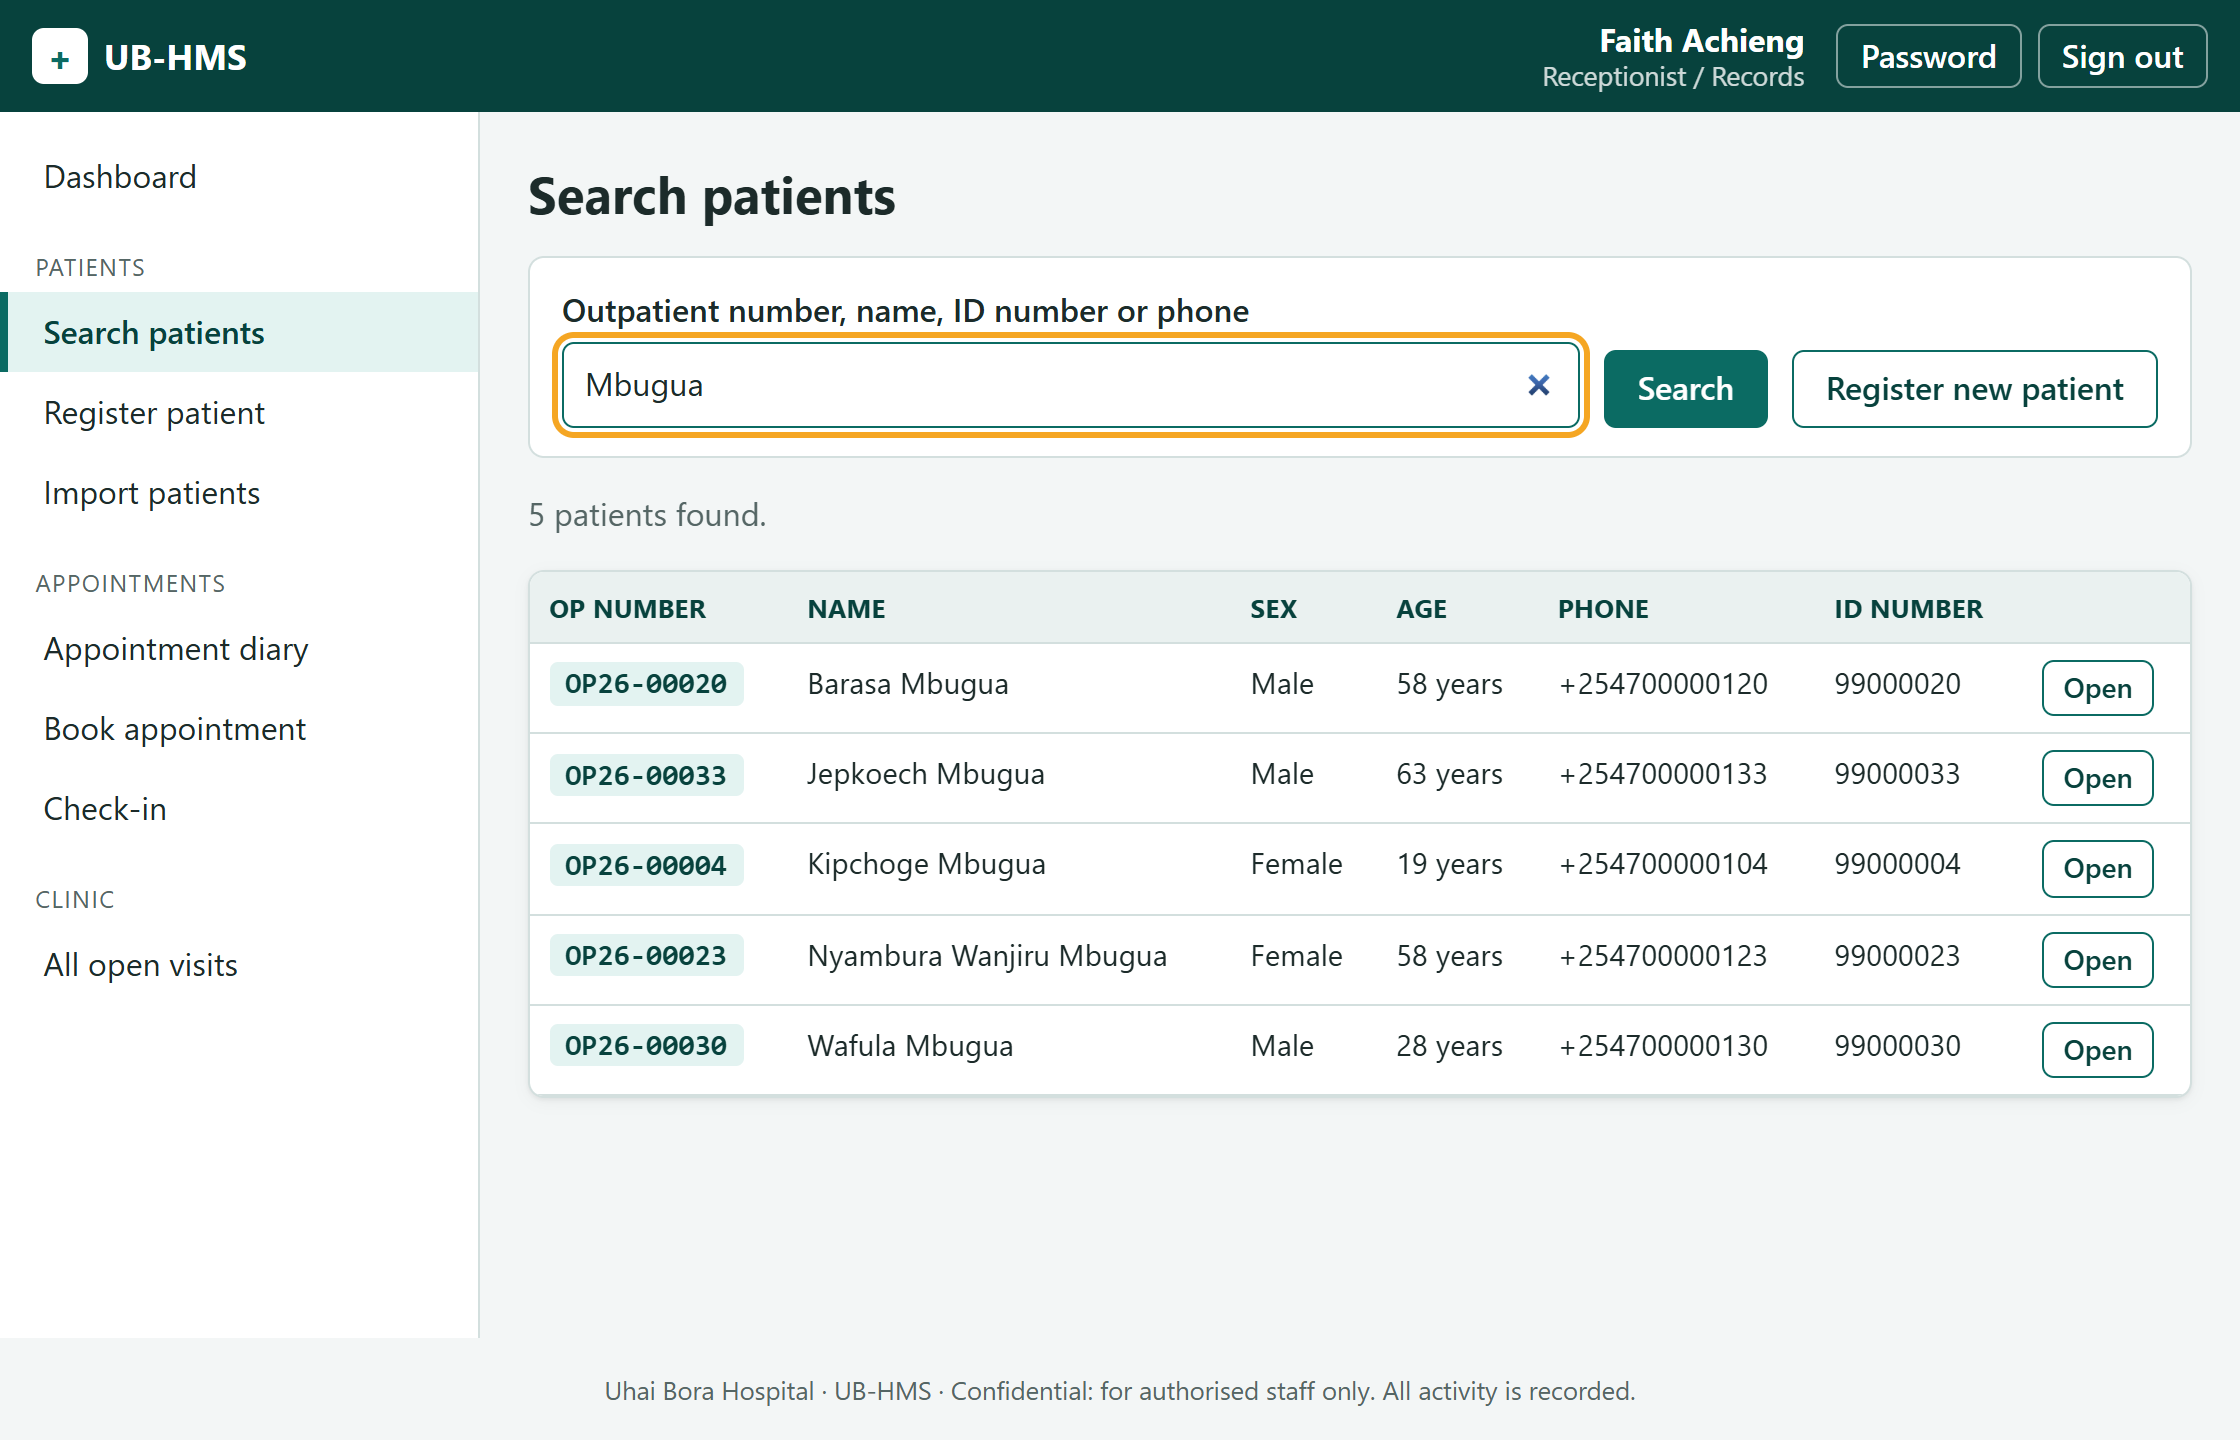 + UB-HMS
Faith Achieng
Receptionist / Records
Password
Sign out
Dashboard
PATIENTS
Search patients
Register patient
Import patients
APPOINTMENTS
Appointment diary
Book appointment
Check-in
CLINIC
All open visits
Search patients
Outpatient number, name, ID number or phone
Mbugua
Search
Register new patient
5 patients found.
OP NUMBER NAME SEX AGE PHONE ID NUMBER
OP26-00020 Barasa Mbugua Male 58 years +254700000120 99000020 Open
OP26-00033 Jepkoech Mbugua Male 63 years +254700000133 99000033 Open
OP26-00004 Kipchoge Mbugua Female 19 years +254700000104 99000004 Open
OP26-00023 Nyambura Wanjiru Mbugua Female 58 years +254700000123 99000023 Open
OP26-00030 Wafula Mbugua Male 28 years +254700000130 99000030 Open
Uhai Bora Hospital · UB-HMS · Confidential: for authorised staff only. All activity is recorded.